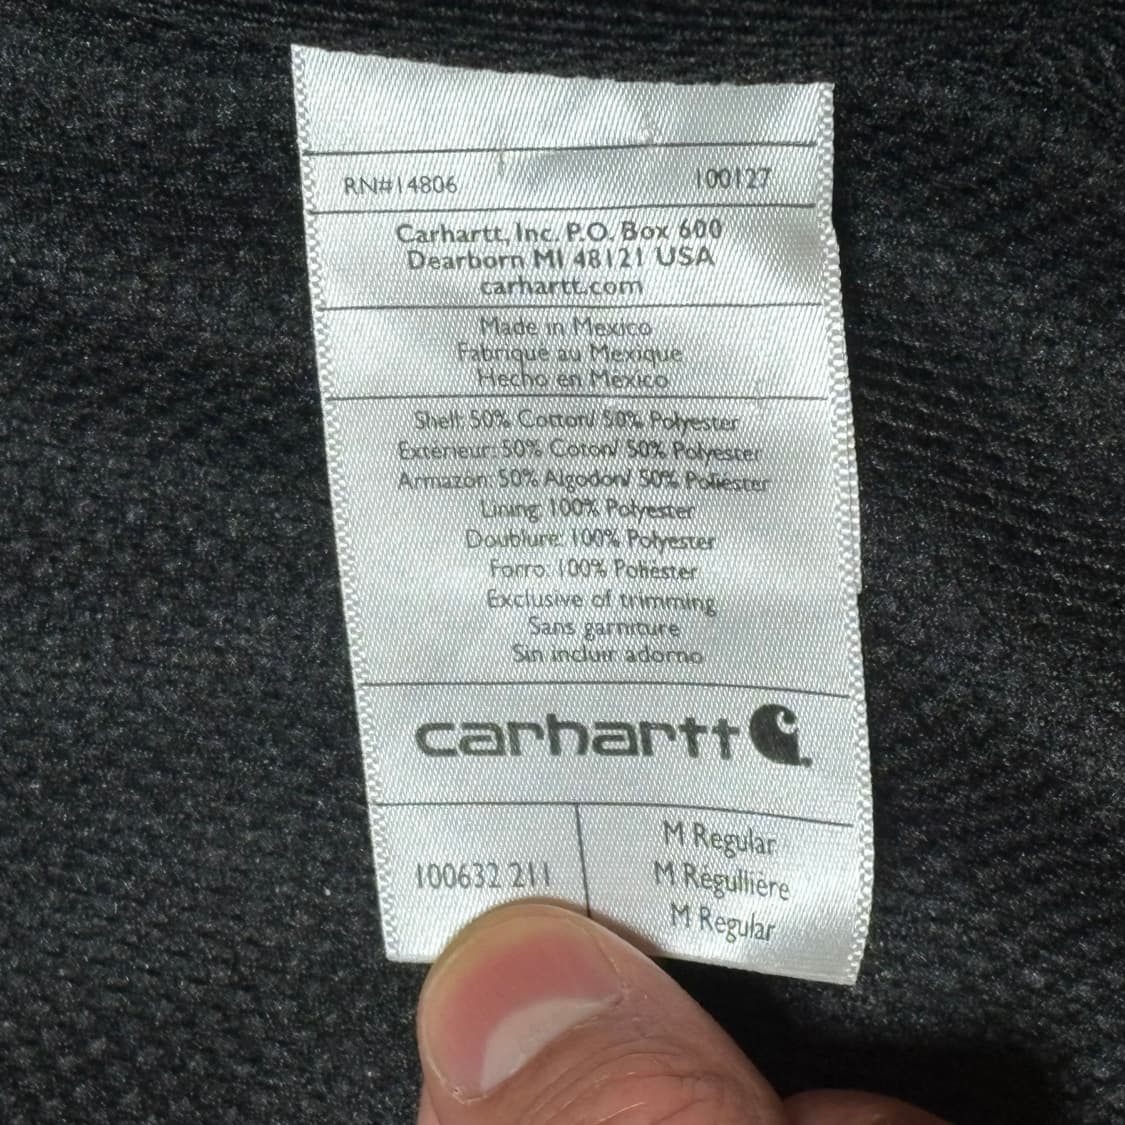 RN#14806 100127
Carhartt, Inc. P.O. Box 600
Dearborn MI 48121 USA
carhartt.com
Made in Mexico
Fabriqué au Mexique
Hecho en Mexico
Shell: 50% Cotton/ 50% Polyester
Extérieur: 50% Coton/ 50% Polyester
Armazón: 50% Algodon/ 50% Poliéster
Lining: 100% Polyester
Doublure: 100% Polyester
Forro: 100% Poliester
Exclusive of trimming
Sans garniture
Sin incluir adorno
carhartt
100632 211 M Regular
M Régullière
M Regular